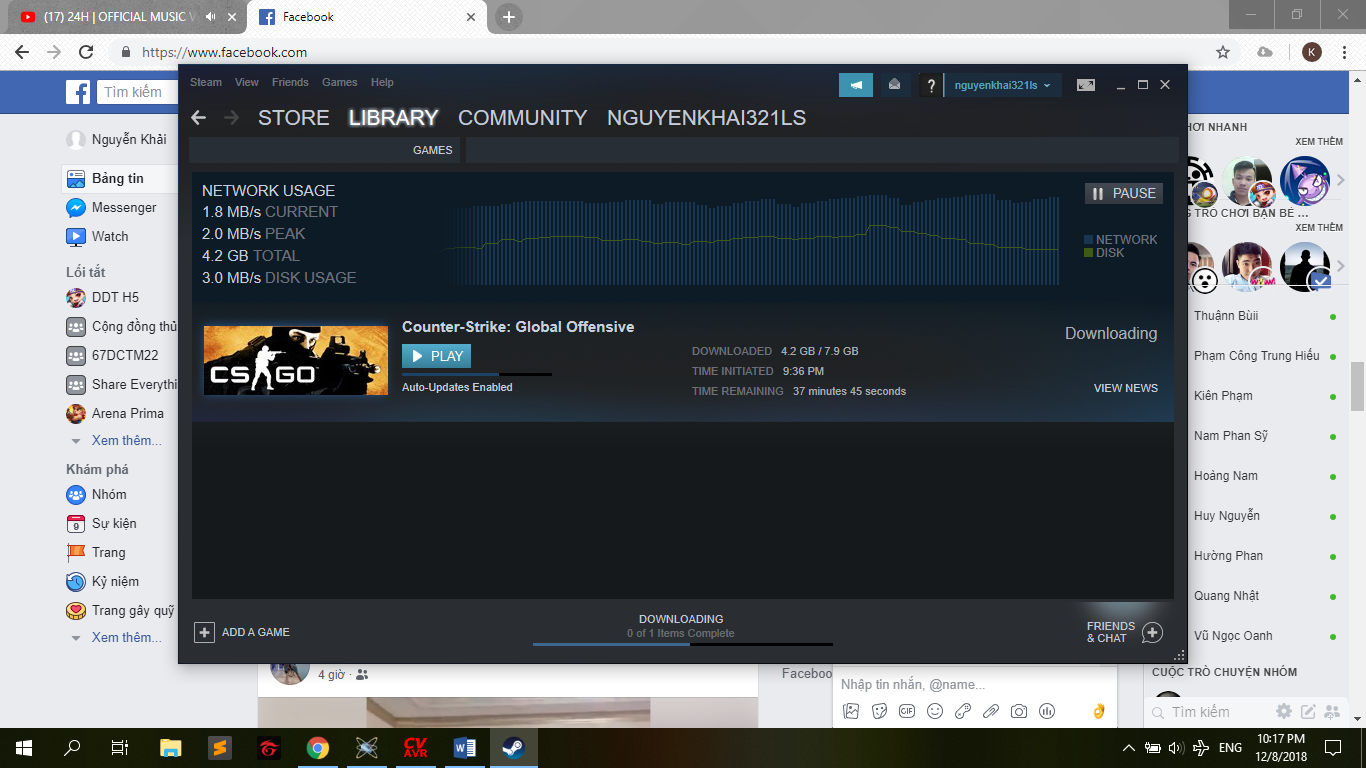 (17) 24H | OFFICIAL MUSIC V
Facebook
https://www.facebook.com
K
Tìm kiếm
Nguyễn Khải
Bảng tin
Messenger
Watch
Lối tắt
DDT H5
Cộng đồng thủ
67DCTM22
Share Everythi
Arena Prima
Xem thêm...
Khám phá
Nhóm
9
Sự kiện
Trang
Kỷ niệm
Trang gây quỹ
Xem thêm...
Steam View Friends Games Help
? nguyenkhai321ls
STORE LIBRARY COMMUNITY NGUYENKHAI321LS
GAMES
NETWORK USAGE
1.8 MB/s CURRENT
2.0 MB/s PEAK
4.2 GB TOTAL
3.0 MB/s DISK USAGE
PAUSE
NETWORK
DISK
CS GO
Counter-Strike: Global Offensive
PLAY
Auto-Updates Enabled
DOWNLOADED 4.2 GB / 7.9 GB
TIME INITIATED 9:36 PM
TIME REMAINING 37 minutes 45 seconds
Downloading
VIEW NEWS
ADD A GAME
DOWNLOADING
0 of 1 Items Complete
FRIENDS
& CHAT
HƠI NHANH
XEM THÊM
G TRÒ CHƠI BẠN BÈ ...
XEM THÊM
Thuậnn Bùii
Phạm Công Trung Hiếu
Kiên Phạm
Nam Phan Sỹ
Hoàng Nam
Huy Nguyễn
Hường Phan
Quang Nhật
Vũ Ngọc Oanh
CUỘC TRÒ CHUYỆN NHÓM
Tìm kiếm
4 giờ ·
Faceboo
Nhập tin nhắn, @name...
GIF
CV
AVR
ENG
10:17 PM
12/8/2018